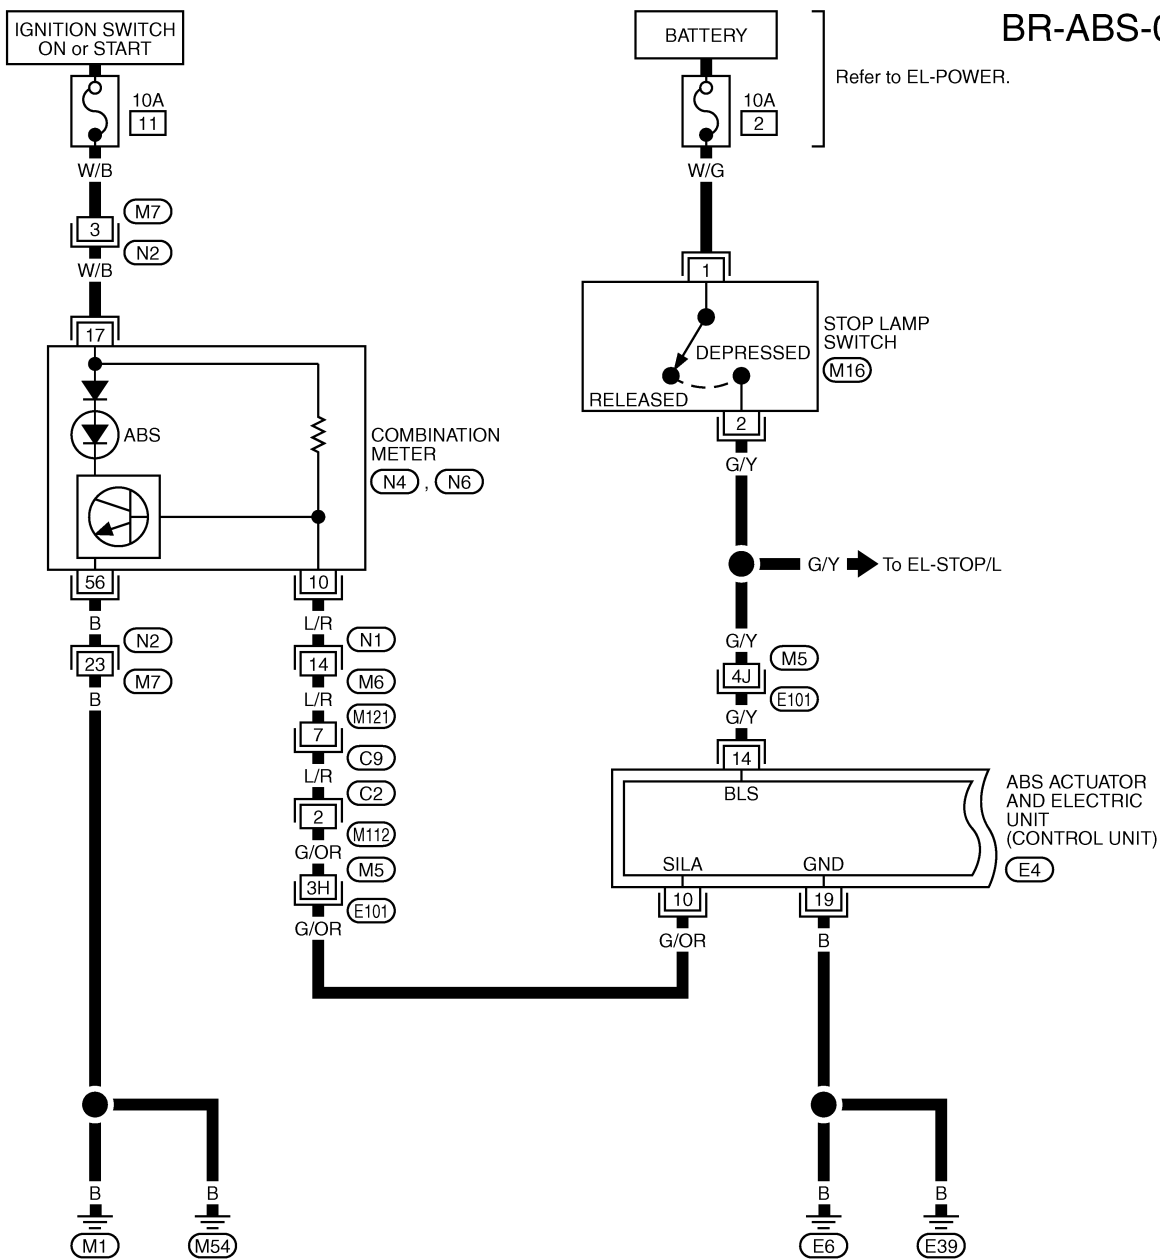 BR-ABS-0
IGNITION SWITCH
ON or START
BATTERY
Refer to EL-POWER.
10A
11
10A
2
W/B
W/G
M7
3
N2
W/B
1
17
STOP LAMP
SWITCH
DEPRESSED
M16
RELEASED
2
ABS
COMBINATION
METER
N4 , N6
G/Y
G/Y
To EL-STOP/L
56
10
B
L/R
N2
N1
G/Y
23
14
M5
M7
M6
4J
E101
B
L/R
M121
G/Y
7
C9
14
L/R
C2
BLS
ABS ACTUATOR
AND ELECTRIC
UNIT
(CONTROL UNIT)
2
M112
G/OR
M5
SILA
GND
E4
3H
10
19
E101
G/OR
G/OR
B
B
B
B
B
M1
M54
E6
E39